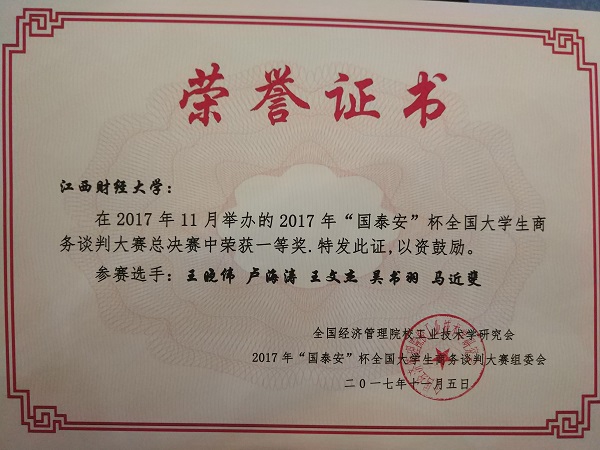 荣誉证书
江西财经大学：
在2017年11月举办的2017年“国泰安”杯全国大学生商
务谈判大赛总决赛中荣获一等奖.特发此证,以资鼓励。
参赛选手：王晓伟 卢海涛 王文杰 吴书羽 马近斐
全国经济管理院校工业技术学研究会
2017年“国泰安”杯全国大学生商务谈判大赛组委会
二〇一七年十一月五日